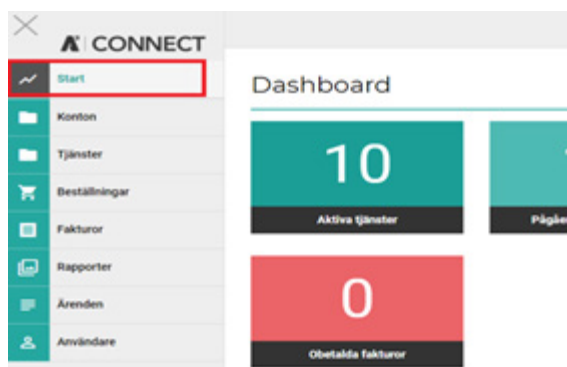 CONNECT
Start
Konton
Tjänster
Beställningar
Fakturor
Rapporter
Ärenden
Användare
Dashboard
10
Aktiva tjänster
0
Obetalda fakturor